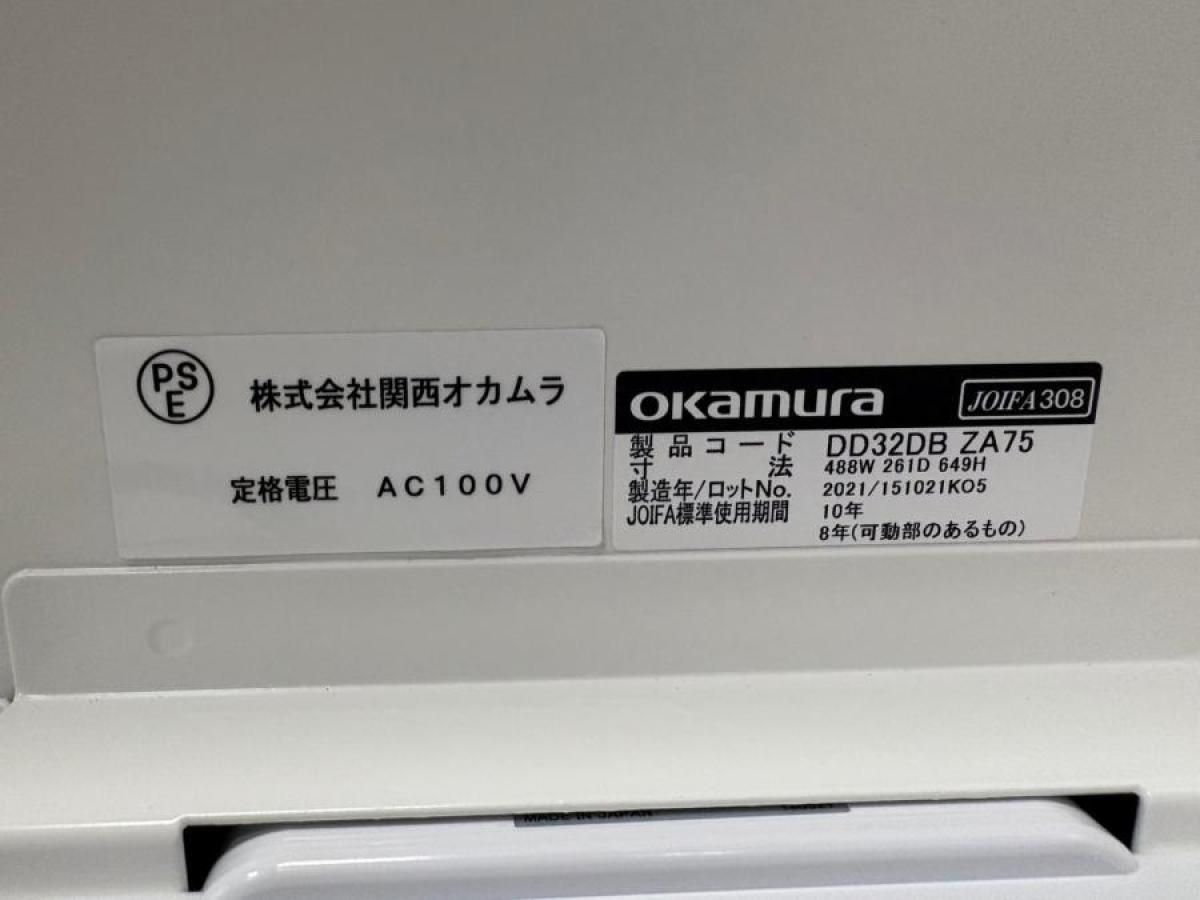 PSE
株式会社関西オカムラ
定格電圧 AC100V
okamura JOIFA308
製品コード DD32DB ZA75
寸法 488W 261D 649H
製造年/ロットNo. 2021/151021KO5
JOIFA標準使用期間 10年
8年(可動部のあるもの)
MADE IN JAPAN